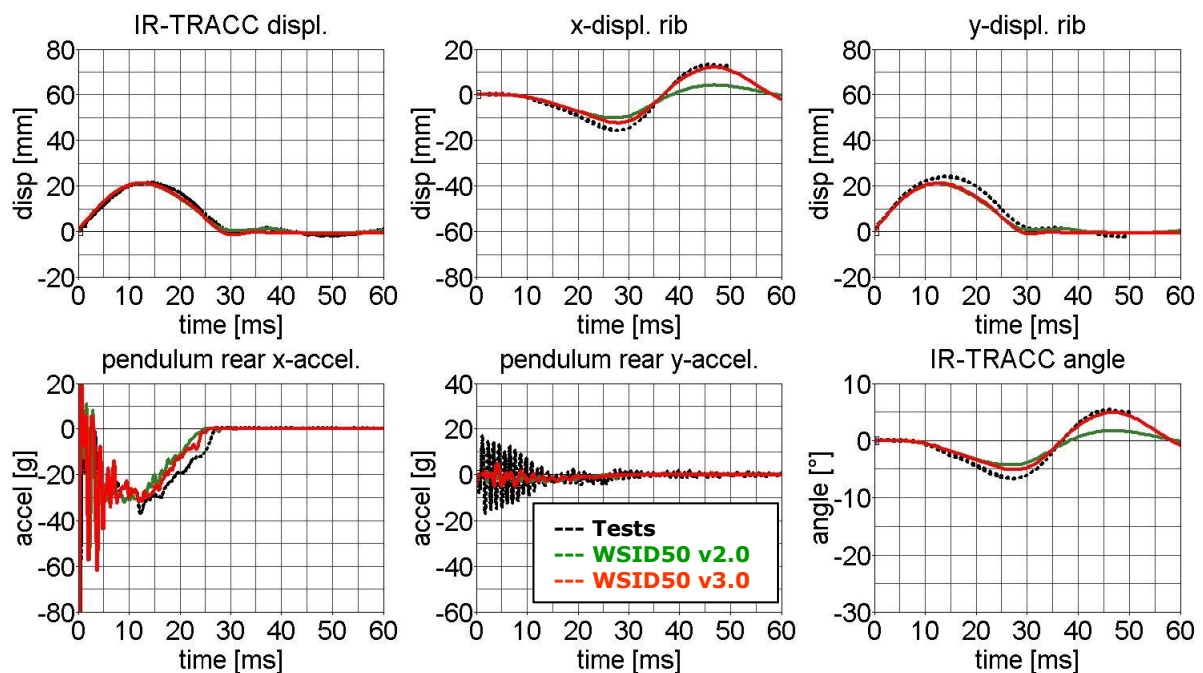 IR-TRACC displ.
x-displ. rib
y-displ. rib
80
60
40
20
0
-20
disp [mm]
0 10 20 30 40 50 60
time [ms]
20
0
-20
-40
-60
-80
disp [mm]
0 10 20 30 40 50 60
time [ms]
80
60
40
20
0
-20
disp [mm]
0 10 20 30 40 50 60
time [ms]
pendulum rear x-accel.
pendulum rear y-accel.
IR-TRACC angle
20
0
-20
-40
-60
-80
accel [g]
0 10 20 30 40 50 60
time [ms]
40
20
0
-20
-40
-60
accel [g]
0 10 20 30 40 50 60
time [ms]
--- Tests
--- WSID50 v2.0
--- WSID50 v3.0
10
0
-10
-20
-30
angle [°]
0 10 20 30 40 50 60
time [ms]